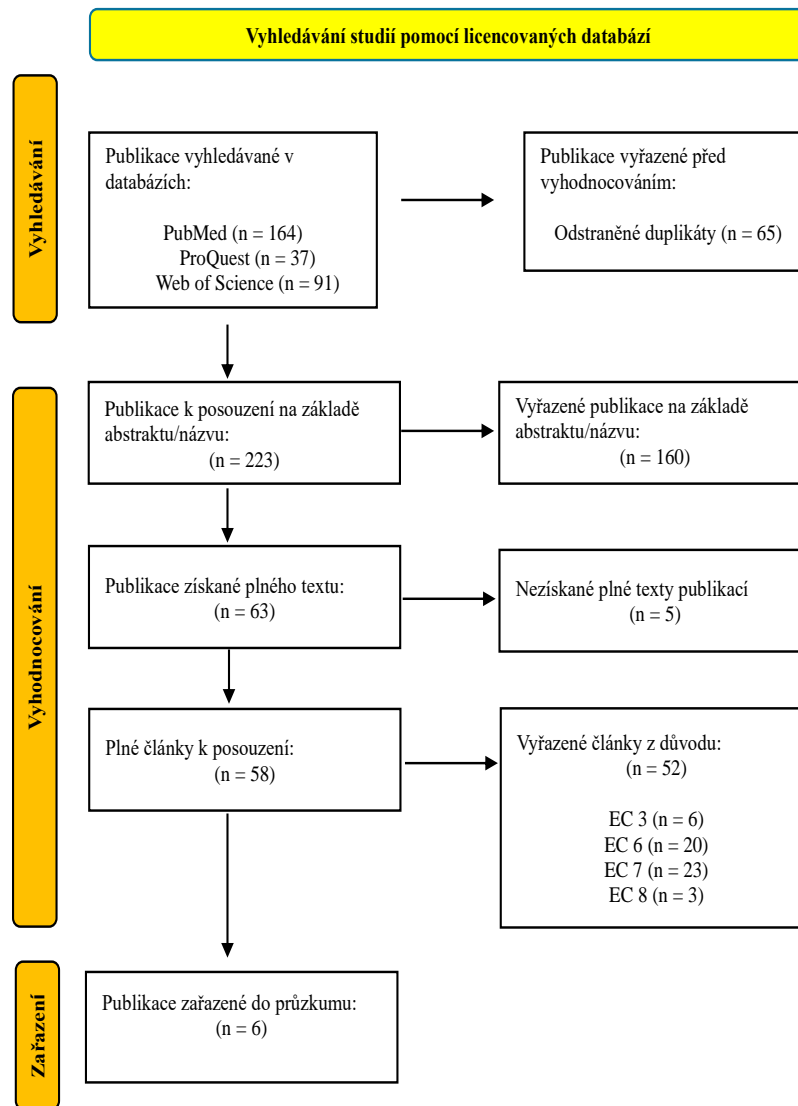 Vyhledávání studií pomocí licencovaných databází
Vyhledávání
Publikace vyhledávané v
databázích:
PubMed (n = 164)
ProQuest (n = 37)
Web of Science (n = 91)
Publikace vyřazené před
vyhodnocováním:
Odstraněné duplikáty (n = 65)
Vyhodnocování
Publikace k posouzení na základě
abstraktu/názvu:
(n = 223)
Vyřazené publikace na základě
abstraktu/názvu:
(n = 160)
Publikace získané plného textu:
(n = 63)
Nezískané plné texty publikací
(n = 5)
Plné články k posouzení:
(n = 58)
Vyřazené články z důvodu:
(n = 52)
EC 3 (n = 6)
EC 6 (n = 20)
EC 7 (n = 23)
EC 8 (n = 3)
Zařazení
Publikace zařazené do průzkumu:
(n = 6)